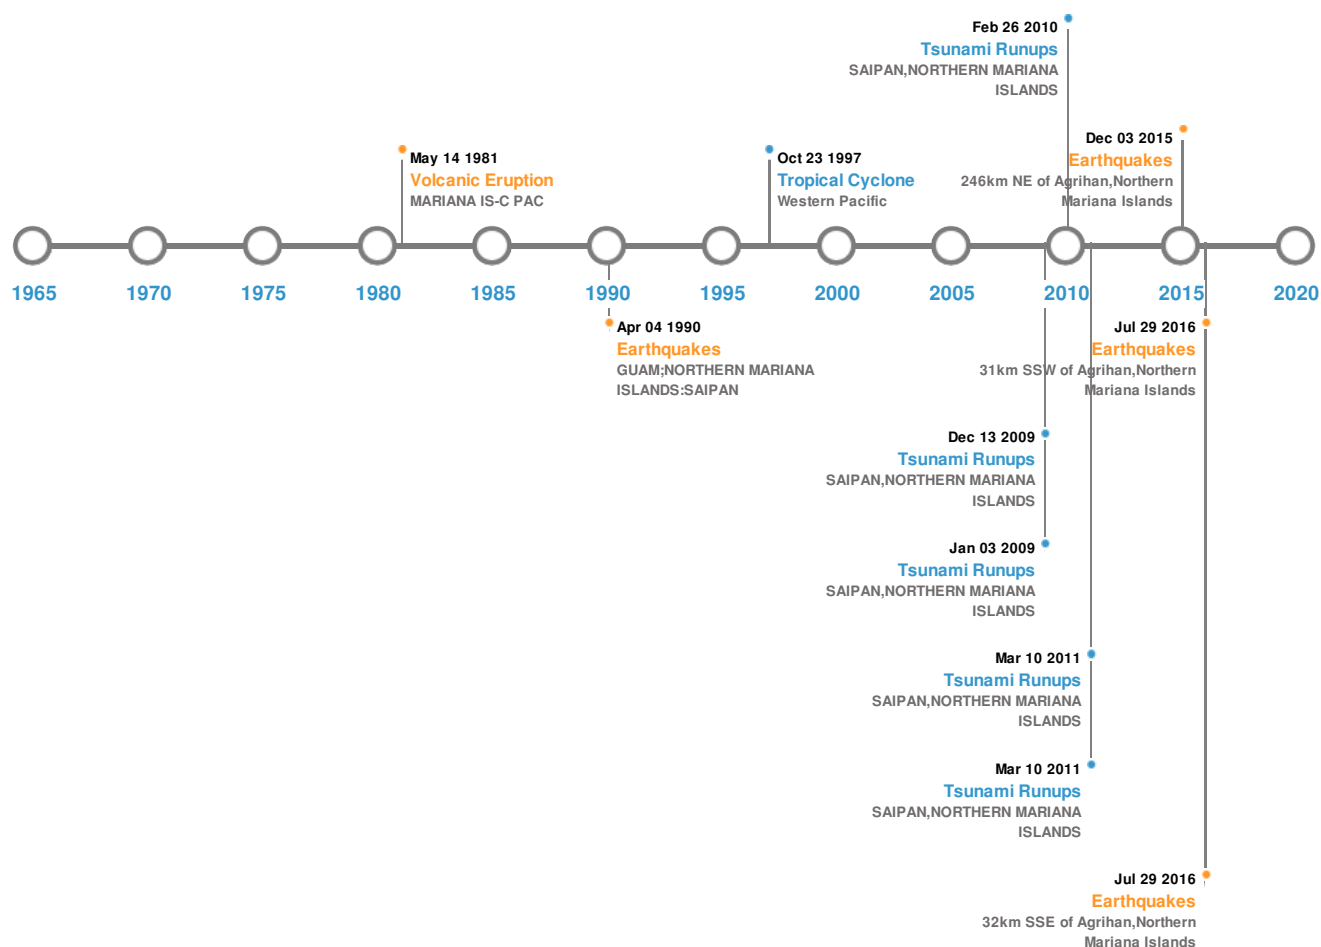 Feb 26 2010
Tsunami Runups
SAIPAN,NORTHERN MARIANA
ISLANDS
Dec 03 2015
Earthquakes
246km NE of Agrihan,Northern
Mariana Islands
May 14 1981
Volcanic Eruption
MARIANA IS-C PAC
Oct 23 1997
Tropical Cyclone
Western Pacific
1965 1970 1975 1980 1985 1990 1995 2000 2005 2010 2015 2020
Apr 04 1990
Earthquakes
GUAM;NORTHERN MARIANA
ISLANDS:SAIPAN
Jul 29 2016
Earthquakes
31km SSW of Agrihan,Northern
Mariana Islands
Dec 13 2009
Tsunami Runups
SAIPAN,NORTHERN MARIANA
ISLANDS
Jan 03 2009
Tsunami Runups
SAIPAN,NORTHERN MARIANA
ISLANDS
Mar 10 2011
Tsunami Runups
SAIPAN,NORTHERN MARIANA
ISLANDS
Mar 10 2011
Tsunami Runups
SAIPAN,NORTHERN MARIANA
ISLANDS
Jul 29 2016
Earthquakes
32km SSE of Agrihan,Northern
Mariana Islands